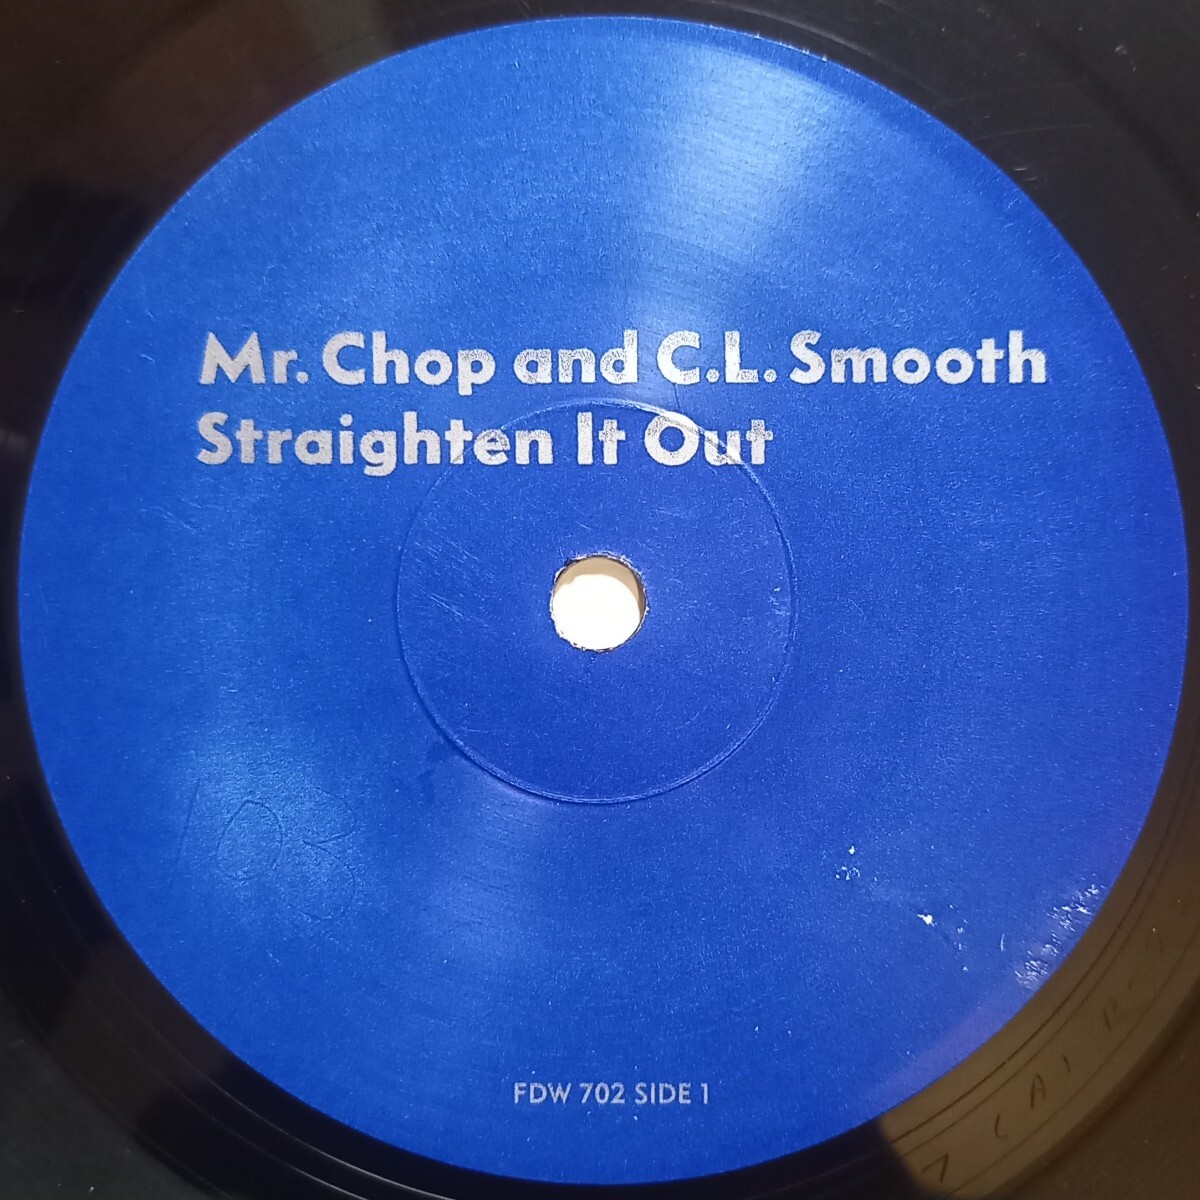 Mr. Chop and C.L. Smooth
Straighten It Out
FDW 702 SIDE 1